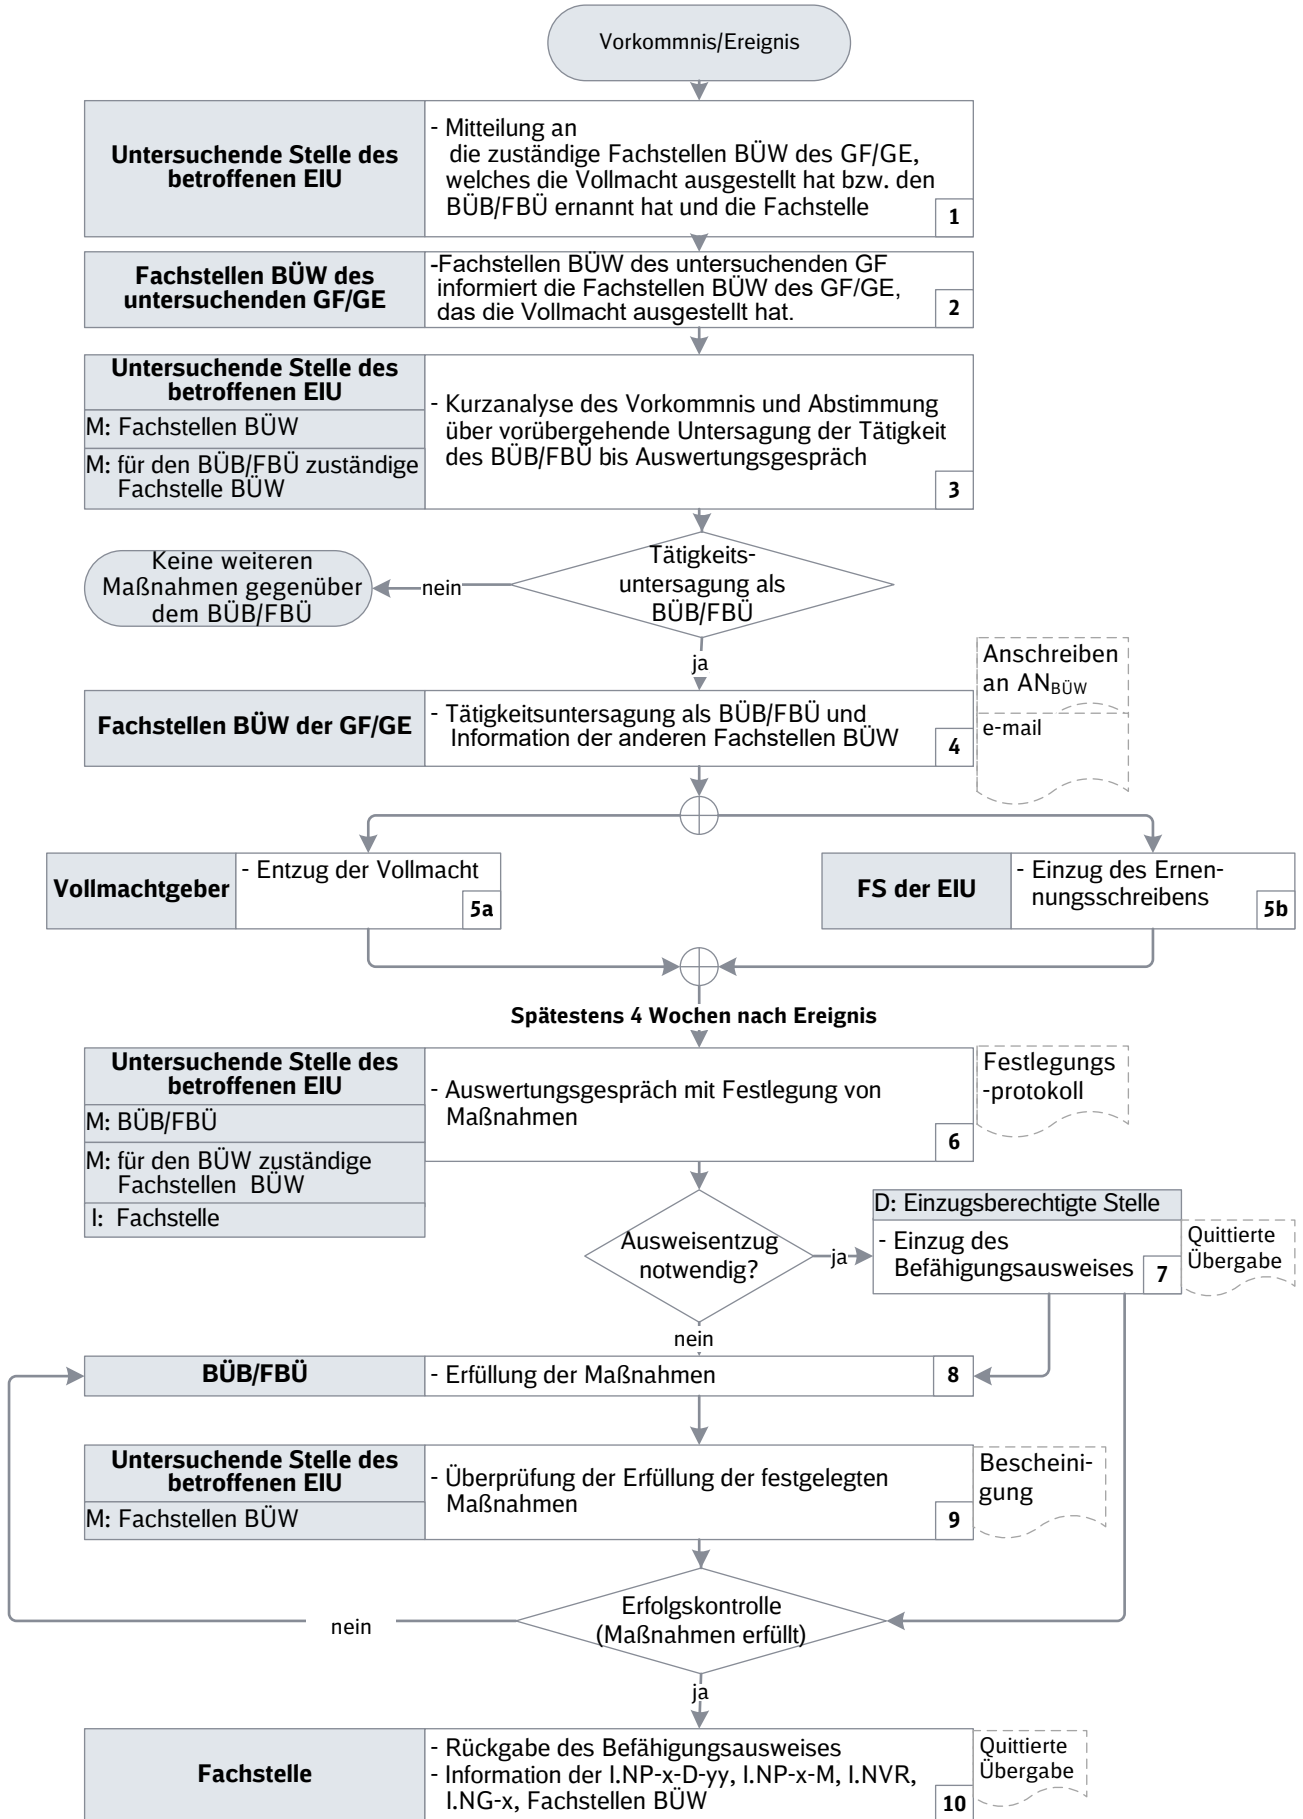 Vorkommnis/Ereignis
Untersuchende Stelle des
betroffenen EIU
- Mitteilung an
die zuständige Fachstellen BÜW des GF/GE,
welches die Vollmacht ausgestellt hat bzw. den
BÜB/FBÜ ernannt hat und die Fachstelle
1
Fachstellen BÜW des
untersuchenden GF/GE
-Fachstellen BÜW des untersuchenden GF
informiert die Fachstellen BÜW des GF/GE,
das die Vollmacht ausgestellt hat.
2
Untersuchende Stelle des
betroffenen EIU
M: Fachstellen BÜW
M: für den BÜB/FBÜ zuständige
Fachstelle BÜW
- Kurzanalyse des Vorkommnis und Abstimmung
über vorübergehende Untersagung der Tätigkeit
des BÜB/FBÜ bis Auswertungsgespräch
3
Tätigkeits-
untersagung als
BÜB/FBÜ
nein
Keine weiteren
Maßnahmen gegenüber
dem BÜB/FBÜ
ja
Fachstellen BÜW der GF/GE
- Tätigkeitsuntersagung als BÜB/FBÜ und
Information der anderen Fachstellen BÜW
4
Anschreiben
an ANBÜW
e-mail
Vollmachtgeber
- Entzug der Vollmacht
5a
FS der EIU
- Einzug des Ernen-
nungsschreibens
5b
Spätestens 4 Wochen nach Ereignis
Untersuchende Stelle des
betroffenen EIU
M: BÜB/FBÜ
M: für den BÜW zuständige
Fachstellen BÜW
I: Fachstelle
- Auswertungsgespräch mit Festlegung von
Maßnahmen
6
Festlegungs
-protokoll
Ausweisentzug
notwendig?
ja
D: Einzugsberechtigte Stelle
- Einzug des
Befähigungsausweises
7
Quittierte
Übergabe
nein
BÜB/FBÜ
- Erfüllung der Maßnahmen
8
Untersuchende Stelle des
betroffenen EIU
M: Fachstellen BÜW
- Überprüfung der Erfüllung der festgelegten
Maßnahmen
9
Bescheini-
gung
Erfolgskontrolle
(Maßnahmen erfüllt)
nein
ja
Fachstelle
- Rückgabe des Befähigungsausweises
- Information der I.NP-x-D-yy, I.NP-x-M, I.NVR,
I.NG-x, Fachstellen BÜW
10
Quittierte
Übergabe